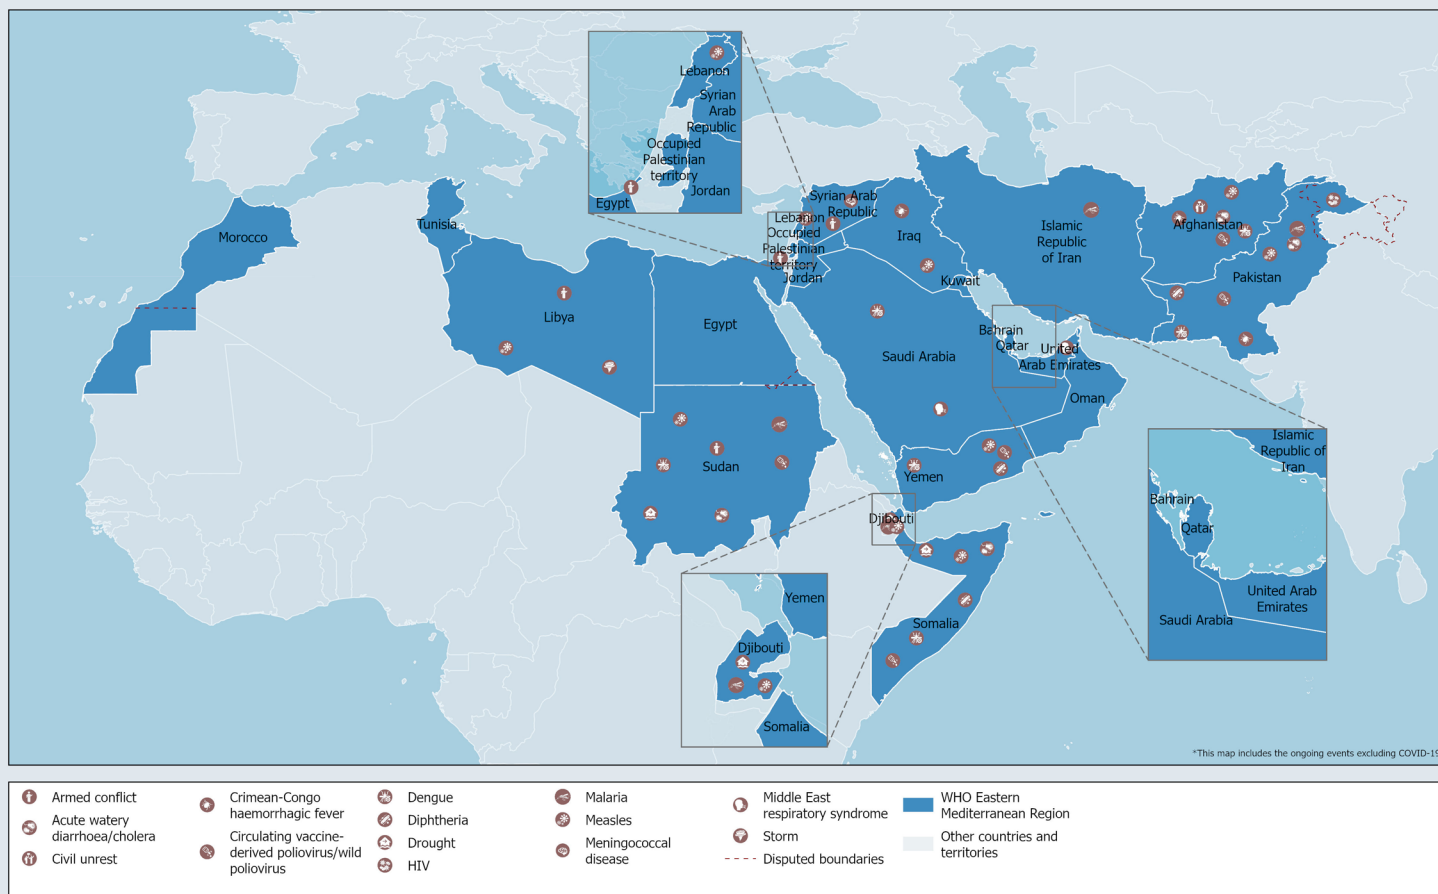 Lebanon
Syrian
Arab
Republic
Occupied
Palestinian
territory
Jordan
Egypt
Morocco
Tunisia
Libya
Egypt
Syrian Arab
Republic
Lebanon
Occupied
Palestinian
territory
Jordan
Iraq
Kuwait
Islamic
Republic
of Iran
Afghanistan
Pakistan
Bahrain
Qatar
United
Arab Emirates
Saudi Arabia
Oman
Sudan
Yemen
Djibouti
Somalia
Yemen
Djibouti
Somalia
Islamic
Republic of
Iran
Bahrain
Qatar
United Arab
Emirates
Saudi Arabia
*This map includes the ongoing events excluding COVID-19
Armed conflict
Acute watery
diarrhoea/cholera
Civil unrest
Crimean-Congo
haemorrhagic fever
Circulating vaccine-
derived poliovirus/wild
poliovirus
Dengue
Diphtheria
Drought
HIV
Malaria
Measles
Meningococcal
disease
Middle East
respiratory syndrome
Storm
Disputed boundaries
WHO Eastern
Mediterranean Region
Other countries and
territories